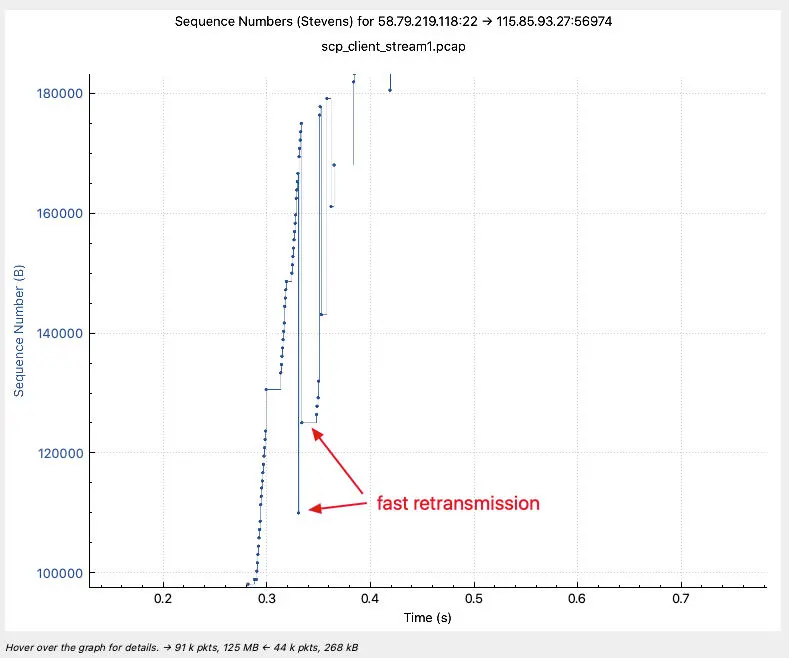 Sequence Numbers (Stevens) for 58.79.219.118:22 → 115.85.93.27:56974
scp_client_stream1.pcap
180000
160000
140000
120000
100000
Sequence Number (B)
fast retransmission
0.2 0.3 0.4 0.5 0.6 0.7
Time (s)
Hover over the graph for details. → 91 k pkts, 125 MB ← 44 k pkts, 268 kB